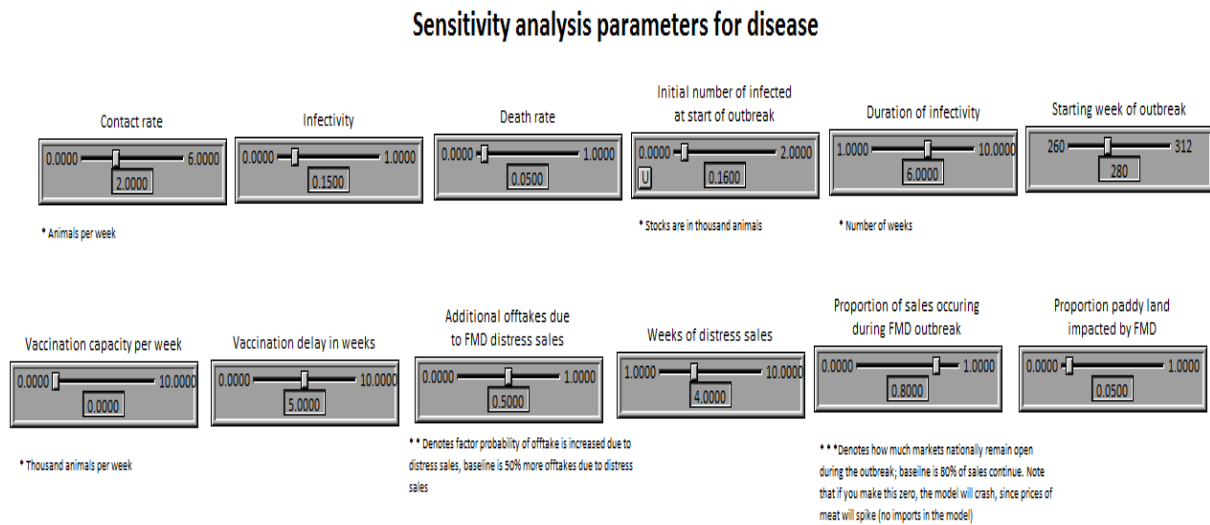 Sensitivity analysis parameters for disease
Contact rate
0.0000 6.0000
2.0000
* Animals per week
Infectivity
0.0000 1.0000
0.1500
Death rate
0.0000 1.0000
0.0500
Initial number of infected
at start of outbreak
0.0000 2.0000
U
0.1600
* Stocks are in thousand animals
Duration of infectivity
1.0000 10.0000
6.0000
* Number of weeks
Starting week of outbreak
260 312
280
Vaccination capacity per week
0.0000 10.0000
0.0000
* Thousand animals per week
Vaccination delay in weeks
0.0000 10.0000
5.0000
Additional offtakes due
to FMD distress sales
0.0000 1.0000
0.5000
* * Denotes factor probability of offtake is increased due to
distress sales, baseline is 50% more offtakes due to distress
sales
Weeks of distress sales
1.0000 10.0000
4.0000
Proportion of sales occuring
during FMD outbreak
0.0000 1.0000
0.8000
* * *Denotes how much markets nationally remain open
during the outbreak; baseline is 80% of sales continue. Note
that if you make this zero, the model will crash, since prices of
meat will spike (no imports in the model)
Proportion paddy land
impacted by FMD
0.0000 1.0000
0.0500